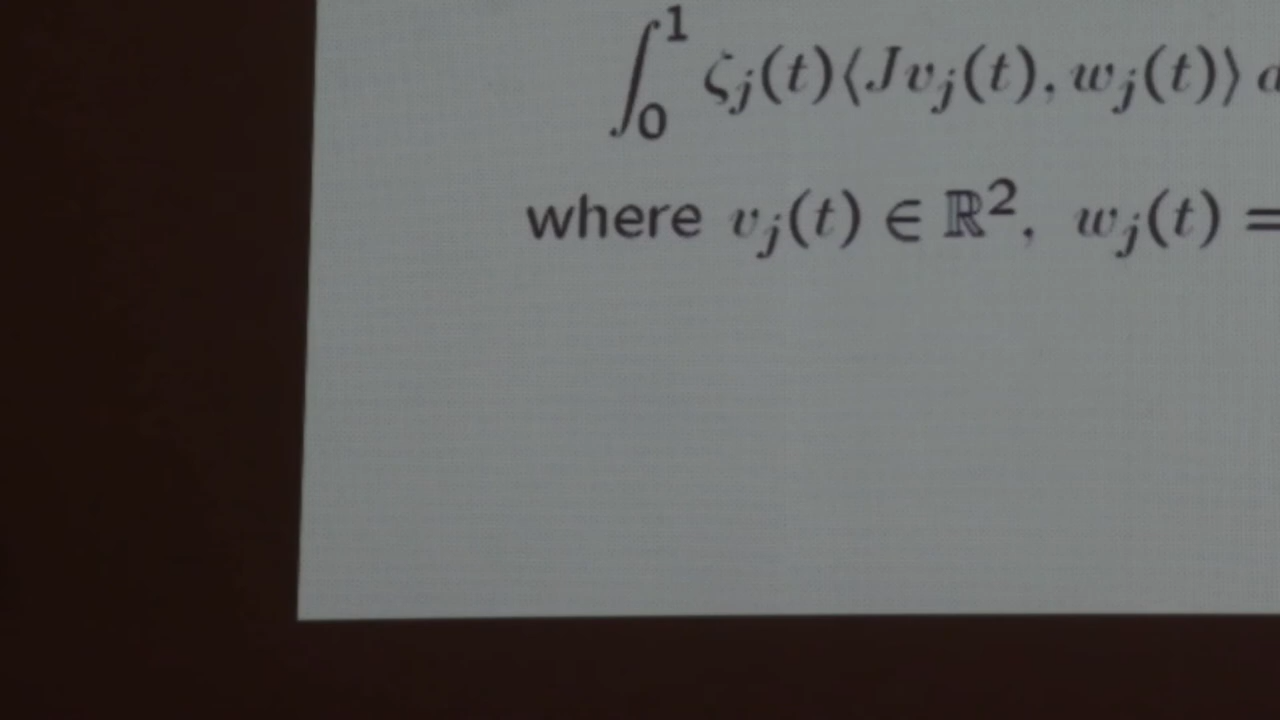 ∫₀¹ ζⱼ(t)⟨Jvⱼ(t), wⱼ(t)⟩ d
where vⱼ(t) ∈ ℝ², wⱼ(t) =